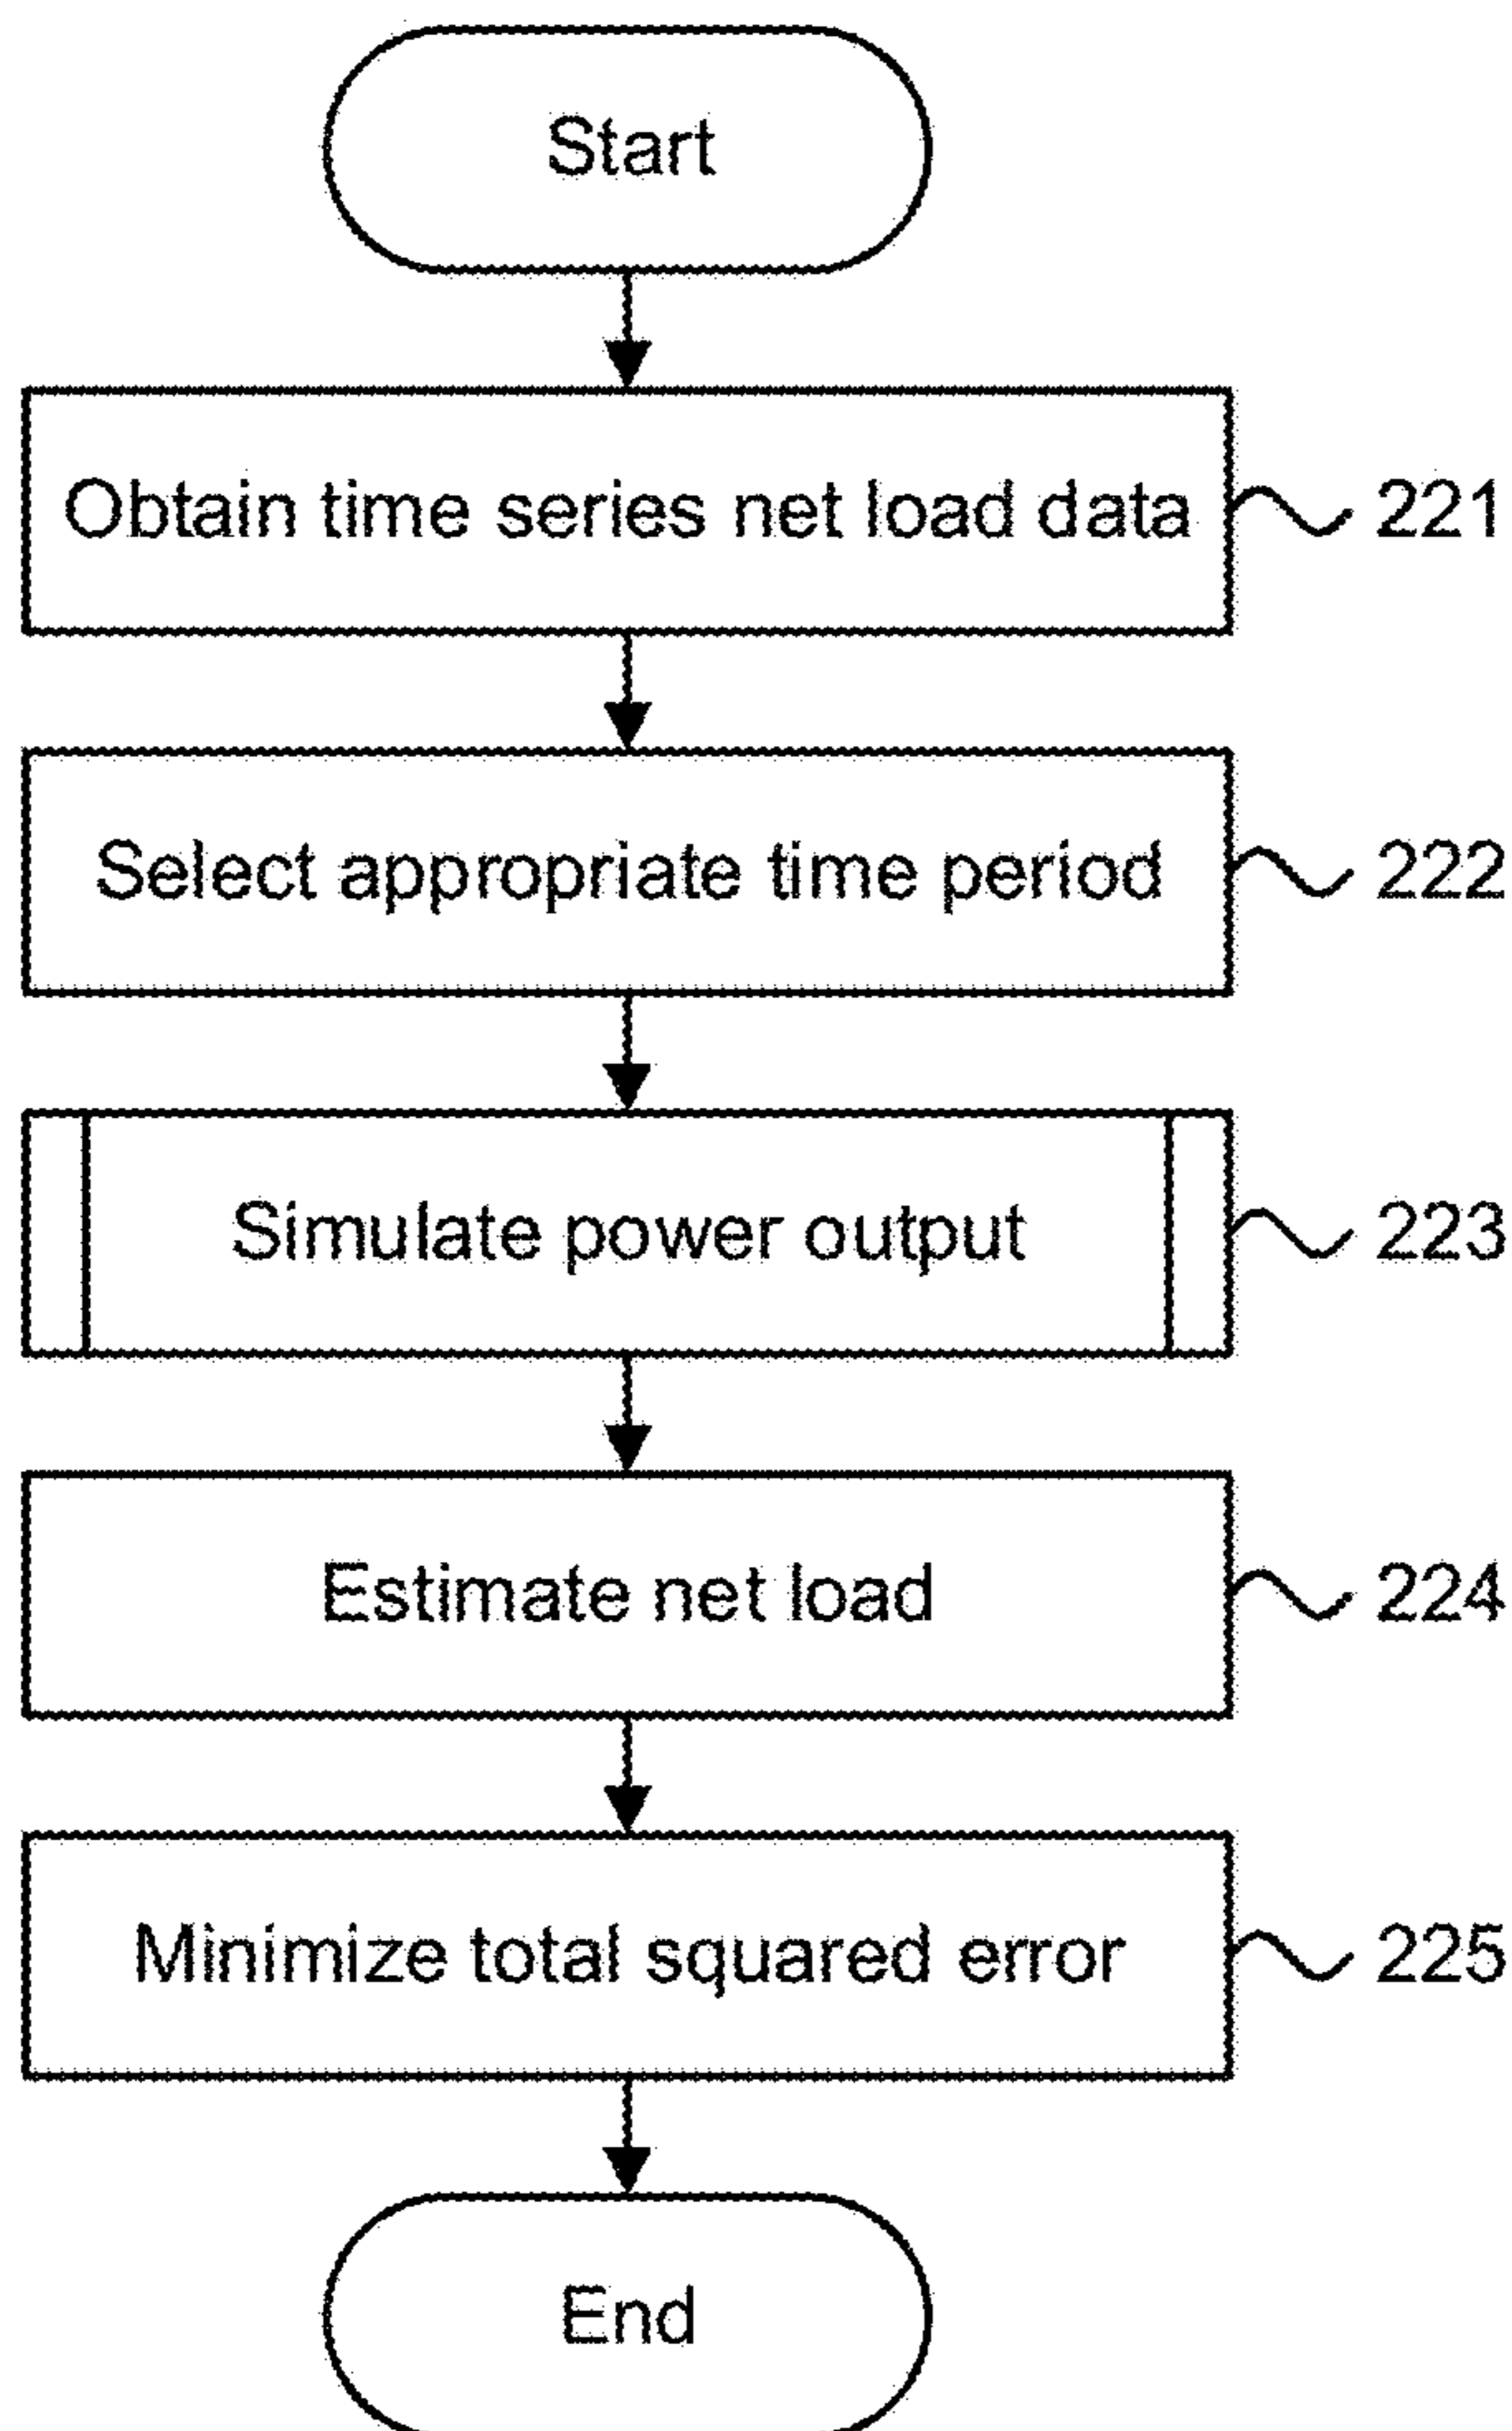 Start
Obtain time series net load data
221
Select appropriate time period
222
Simulate power output
223
Estimate net load
224
Minimize total squared error
225
End